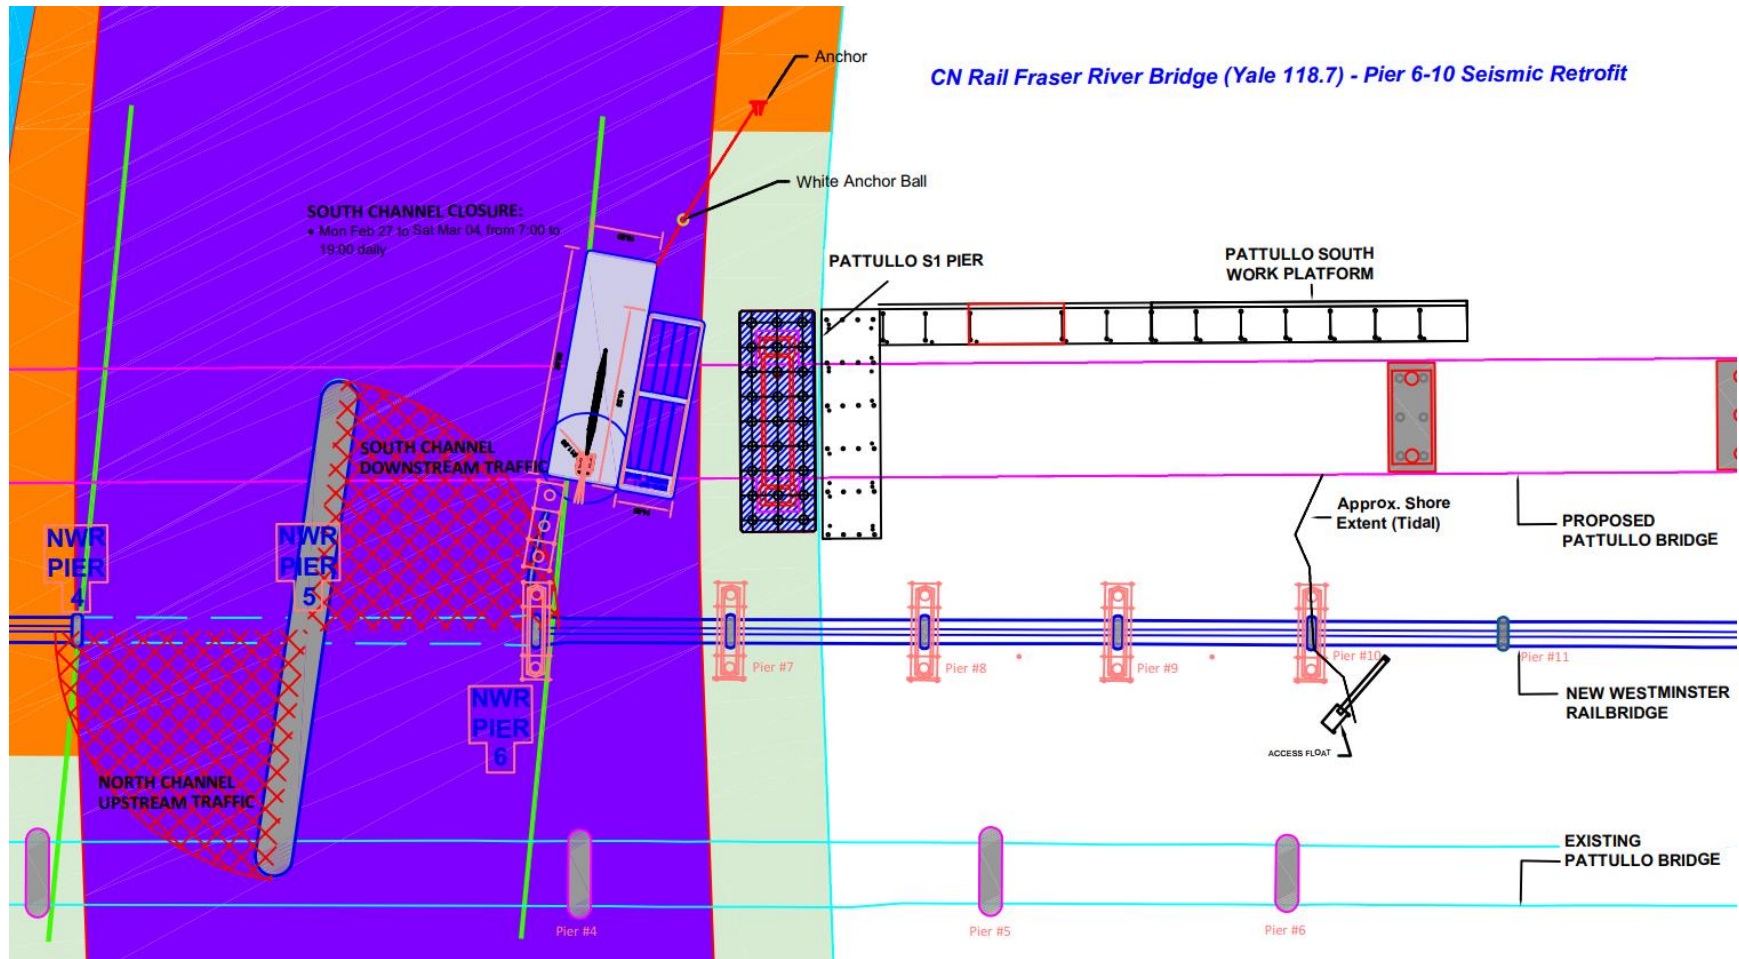 Anchor
CN Rail Fraser River Bridge (Yale 118.7) - Pier 6-10 Seismic Retrofit
White Anchor Ball
SOUTH CHANNEL CLOSURE:
• Mon Feb 27 to Sat Mar 04, from 7:00 to
19:00 daily
PATTULLO S1 PIER
PATTULLO SOUTH
WORK PLATFORM
SOUTH CHANNEL
DOWNSTREAM TRAFFIC
Approx. Shore
Extent (Tidal)
PROPOSED
PATTULLO BRIDGE
NWR
PIER
4
NWR
PIER
5
Pier #7
Pier #8
Pier #9
Pier #10
Pier #11
NWR
PIER
6
NEW WESTMINSTER
RAILBRIDGE
ACCESS FLOAT
NORTH CHANNEL
UPSTREAM TRAFFIC
EXISTING
PATTULLO BRIDGE
Pier #4
Pier #5
Pier #6